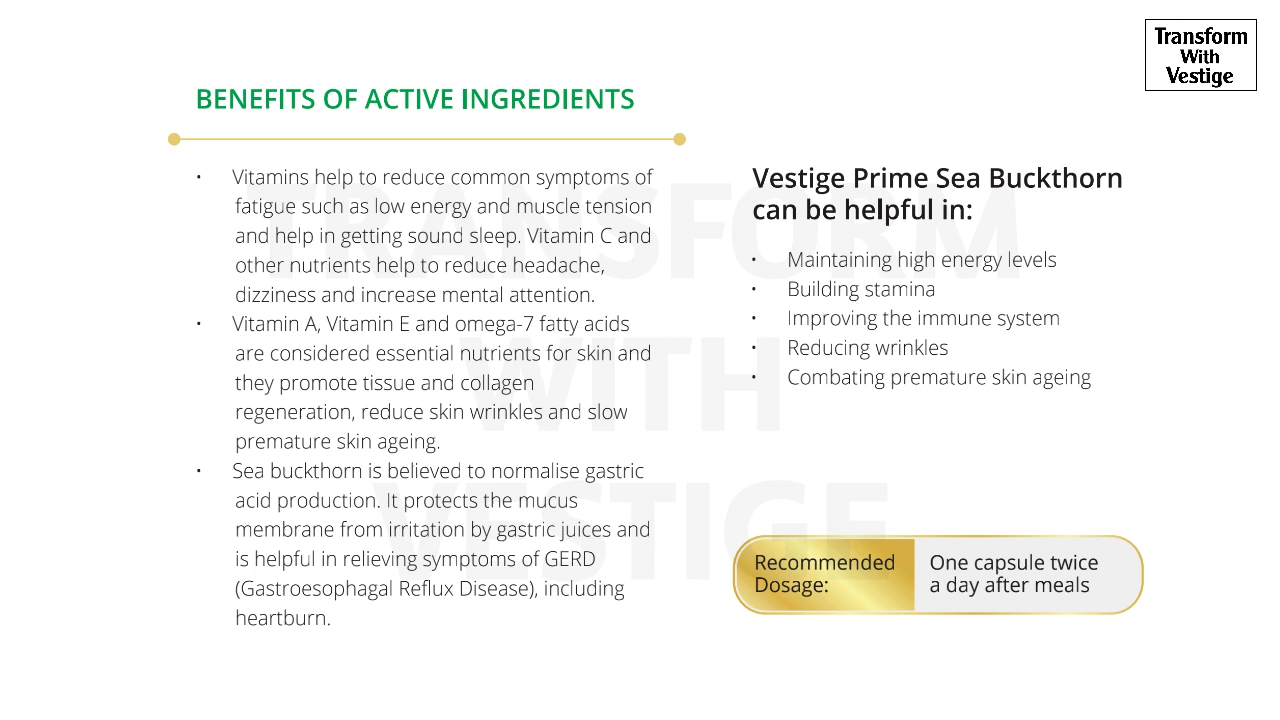 Transform
With
Vestige
BENEFITS OF ACTIVE INGREDIENTS
• Vitamins help to reduce common symptoms of
fatigue such as low energy and muscle tension
and help in getting sound sleep. Vitamin C and
other nutrients help to reduce headache,
dizziness and increase mental attention.
• Vitamin A, Vitamin E and omega-7 fatty acids
are considered essential nutrients for skin and
they promote tissue and collagen
regeneration, reduce skin wrinkles and slow
premature skin ageing.
• Sea buckthorn is believed to normalise gastric
acid production. It protects the mucus
membrane from irritation by gastric juices and
is helpful in relieving symptoms of GERD
(Gastroesophagal Reflux Disease), including
heartburn.
Vestige Prime Sea Buckthorn
can be helpful in:
• Maintaining high energy levels
• Building stamina
• Improving the immune system
• Reducing wrinkles
• Combating premature skin ageing
Recommended
Dosage:
One capsule twice
a day after meals
TRANSFORM
WITH
VESTIGE